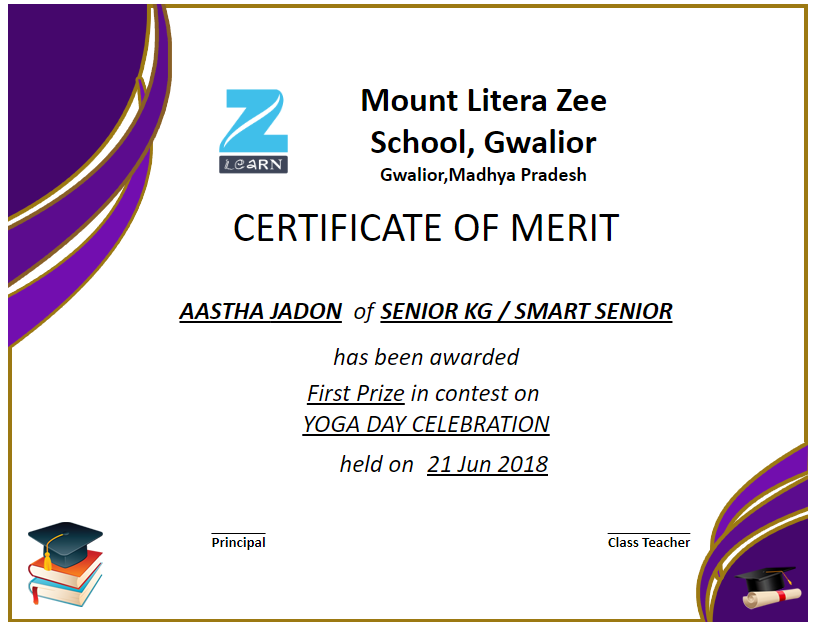 Z
LEARN
Mount Litera Zee
School, Gwalior
Gwalior,Madhya Pradesh
CERTIFICATE OF MERIT
AASTHA JADON of SENIOR KG / SMART SENIOR
has been awarded
First Prize in contest on
YOGA DAY CELEBRATION
held on 21 Jun 2018
Principal
Class Teacher